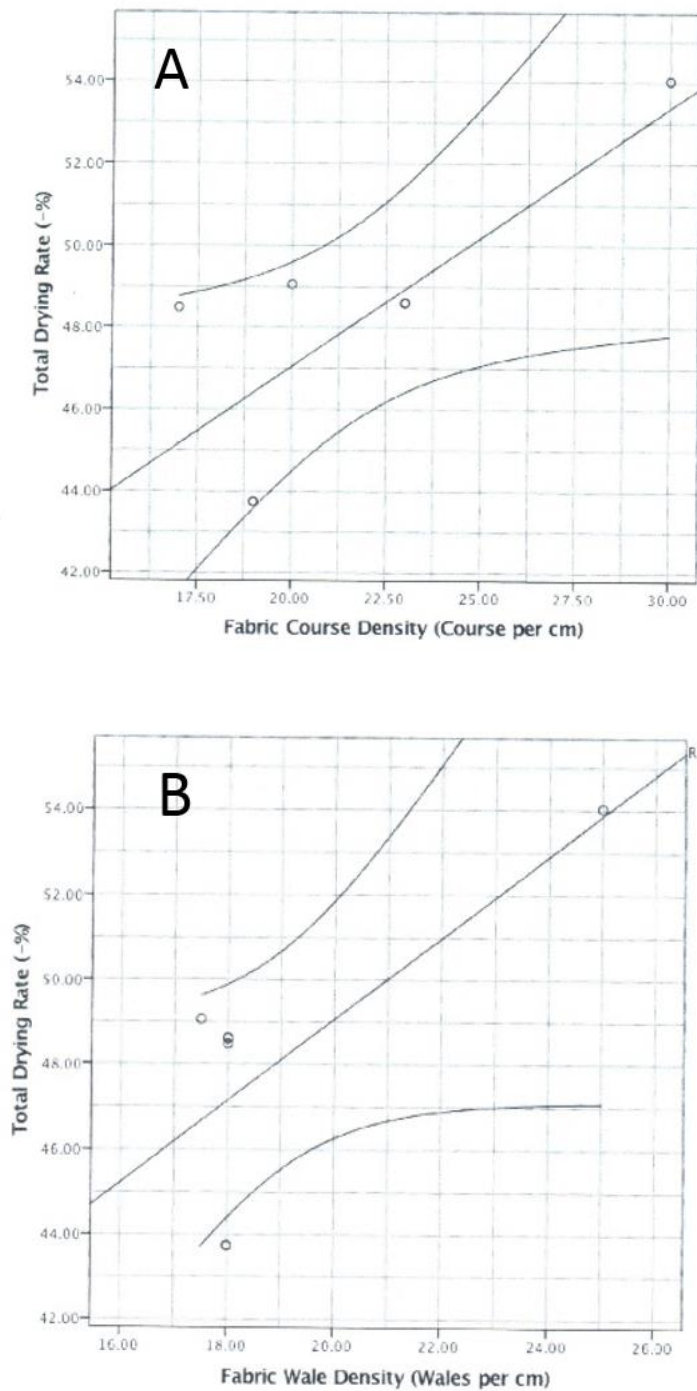 A
54.00
52.00
50.00
48.00
46.00
44.00
42.00
Total Drying Rate (-%)
17.50 20.00 22.50 25.00 27.50 30.00
Fabric Course Density (Course per cm)
B
R
54.00
52.00
50.00
48.00
46.00
44.00
42.00
Total Drying Rate (-%)
16.00 18.00 20.00 22.00 24.00 26.00
Fabric Wale Density (Wales per cm)